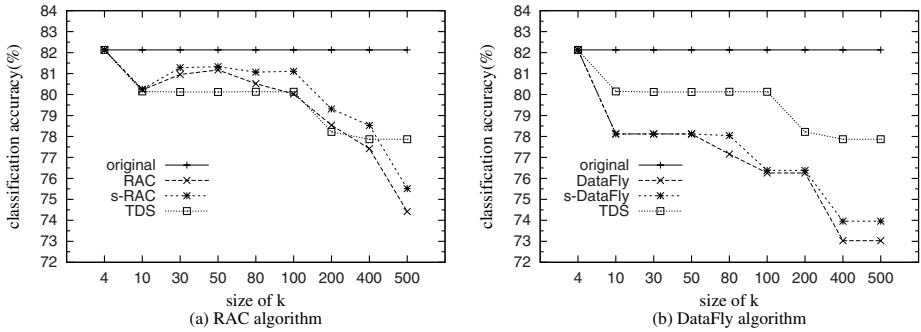 84
83
82
81
80
79
78
77
76
75
74
73
72
classification accuracy(%)
original
RAC
s-RAC
TDS
4 10 30 50 80 100 200 400 500
size of k
(a) RAC algorithm
84
83
82
81
80
79
78
77
76
75
74
73
72
classification accuracy(%)
original
DataFly
s-DataFly
TDS
4 10 30 50 80 100 200 400 500
size of k
(b) DataFly algorithm